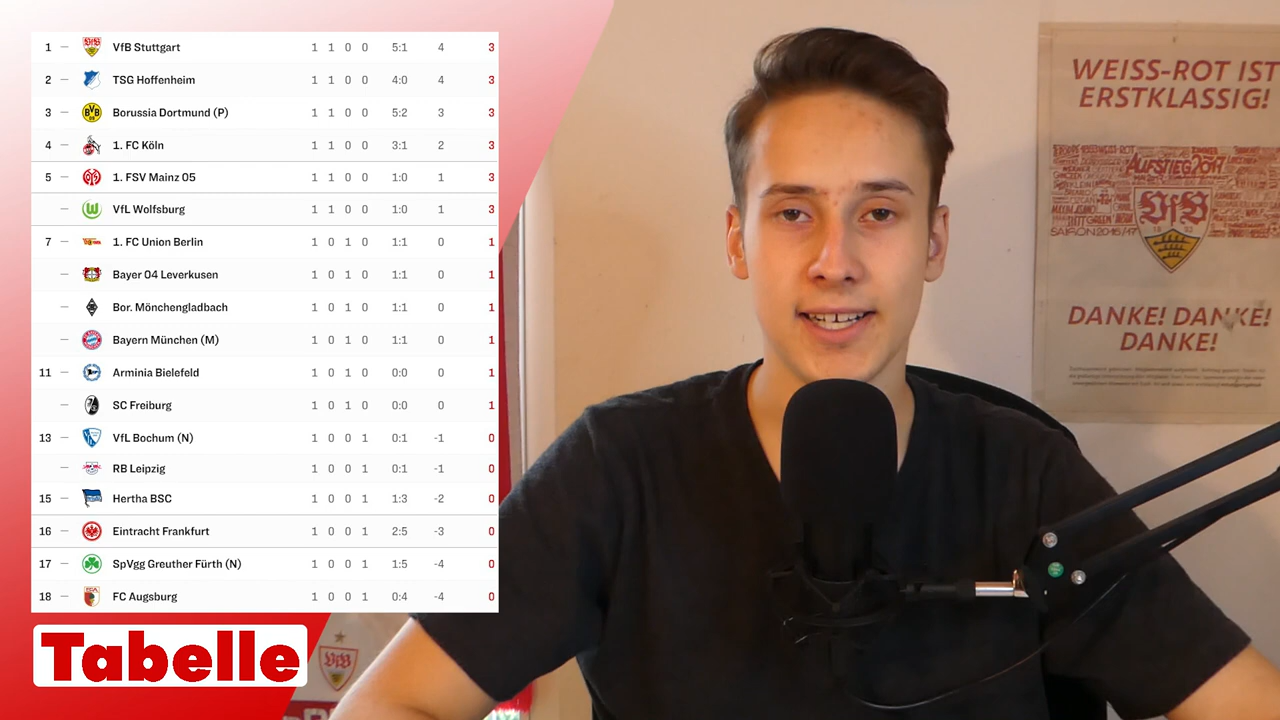 1 — VfB Stuttgart 1 1 0 0 5:1 4 3
2 — TSG Hoffenheim 1 1 0 0 4:0 4 3
3 — Borussia Dortmund (P) 1 1 0 0 5:2 3 3
4 — 1. FC Köln 1 1 0 0 3:1 2 3
5 — 1. FSV Mainz 05 1 1 0 0 1:0 1 3
— VfL Wolfsburg 1 1 0 0 1:0 1 3
7 — 1. FC Union Berlin 1 0 1 0 1:1 0 1
— Bayer 04 Leverkusen 1 0 1 0 1:1 0 1
— Bor. Mönchengladbach 1 0 1 0 1:1 0 1
— Bayern München (M) 1 0 1 0 1:1 0 1
11 — Arminia Bielefeld 1 0 1 0 0:0 0 1
— SC Freiburg 1 0 1 0 0:0 0 1
13 — VfL Bochum (N) 1 0 0 1 0:1 -1 0
— RB Leipzig 1 0 0 1 0:1 -1 0
15 — Hertha BSC 1 0 0 1 1:3 -2 0
16 — Eintracht Frankfurt 1 0 0 1 2:5 -3 0
17 — SpVgg Greuther Fürth (N) 1 0 0 1 1:5 -4 0
18 — FC Augsburg 1 0 0 1 0:4 -4 0
Tabelle
WEISS-ROT IST
ERSTKLASSIG!
AUFSTIEG 2017
VfB
18 93
SAISON 2016/17
DANKE! DANKE!
DANKE!
VfB